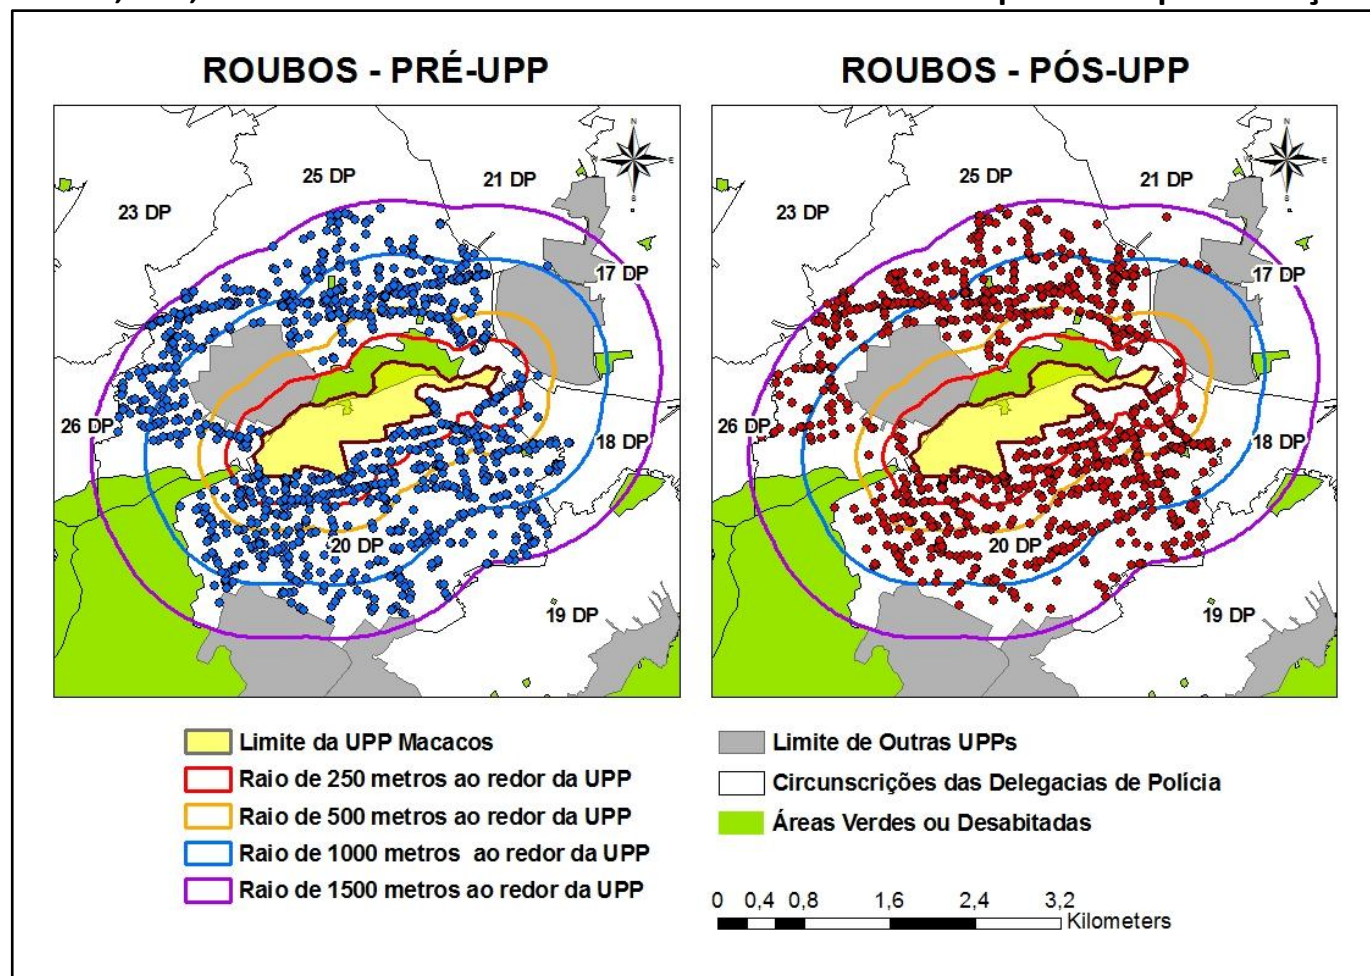 ROUBOS - PRÉ-UPP
ROUBOS - PÓS-UPP
N
W
E
S
25 DP
21 DP
23 DP
17 DP
26 DP
18 DP
20 DP
19 DP
N
W
E
S
25 DP
21 DP
23 DP
17 DP
26 DP
18 DP
20 DP
19 DP
Limite da UPP Macacos
Raio de 250 metros ao redor da UPP
Raio de 500 metros ao redor da UPP
Raio de 1000 metros ao redor da UPP
Raio de 1500 metros ao redor da UPP
Limite de Outras UPPs
Circunscrições das Delegacias de Polícia
Áreas Verdes ou Desabitadas
0 0,4 0,8 1,6 2,4 3,2
Kilometers